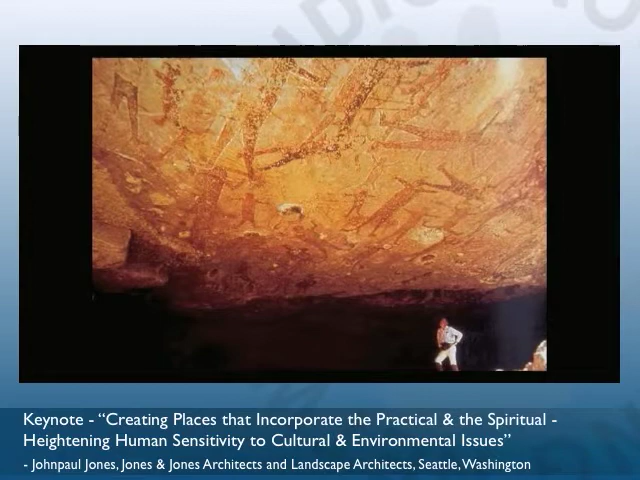 Keynote - “Creating Places that Incorporate the Practical & the Spiritual -
Heightening Human Sensitivity to Cultural & Environmental Issues”
- Johnpaul Jones, Jones & Jones Architects and Landscape Architects, Seattle, Washington